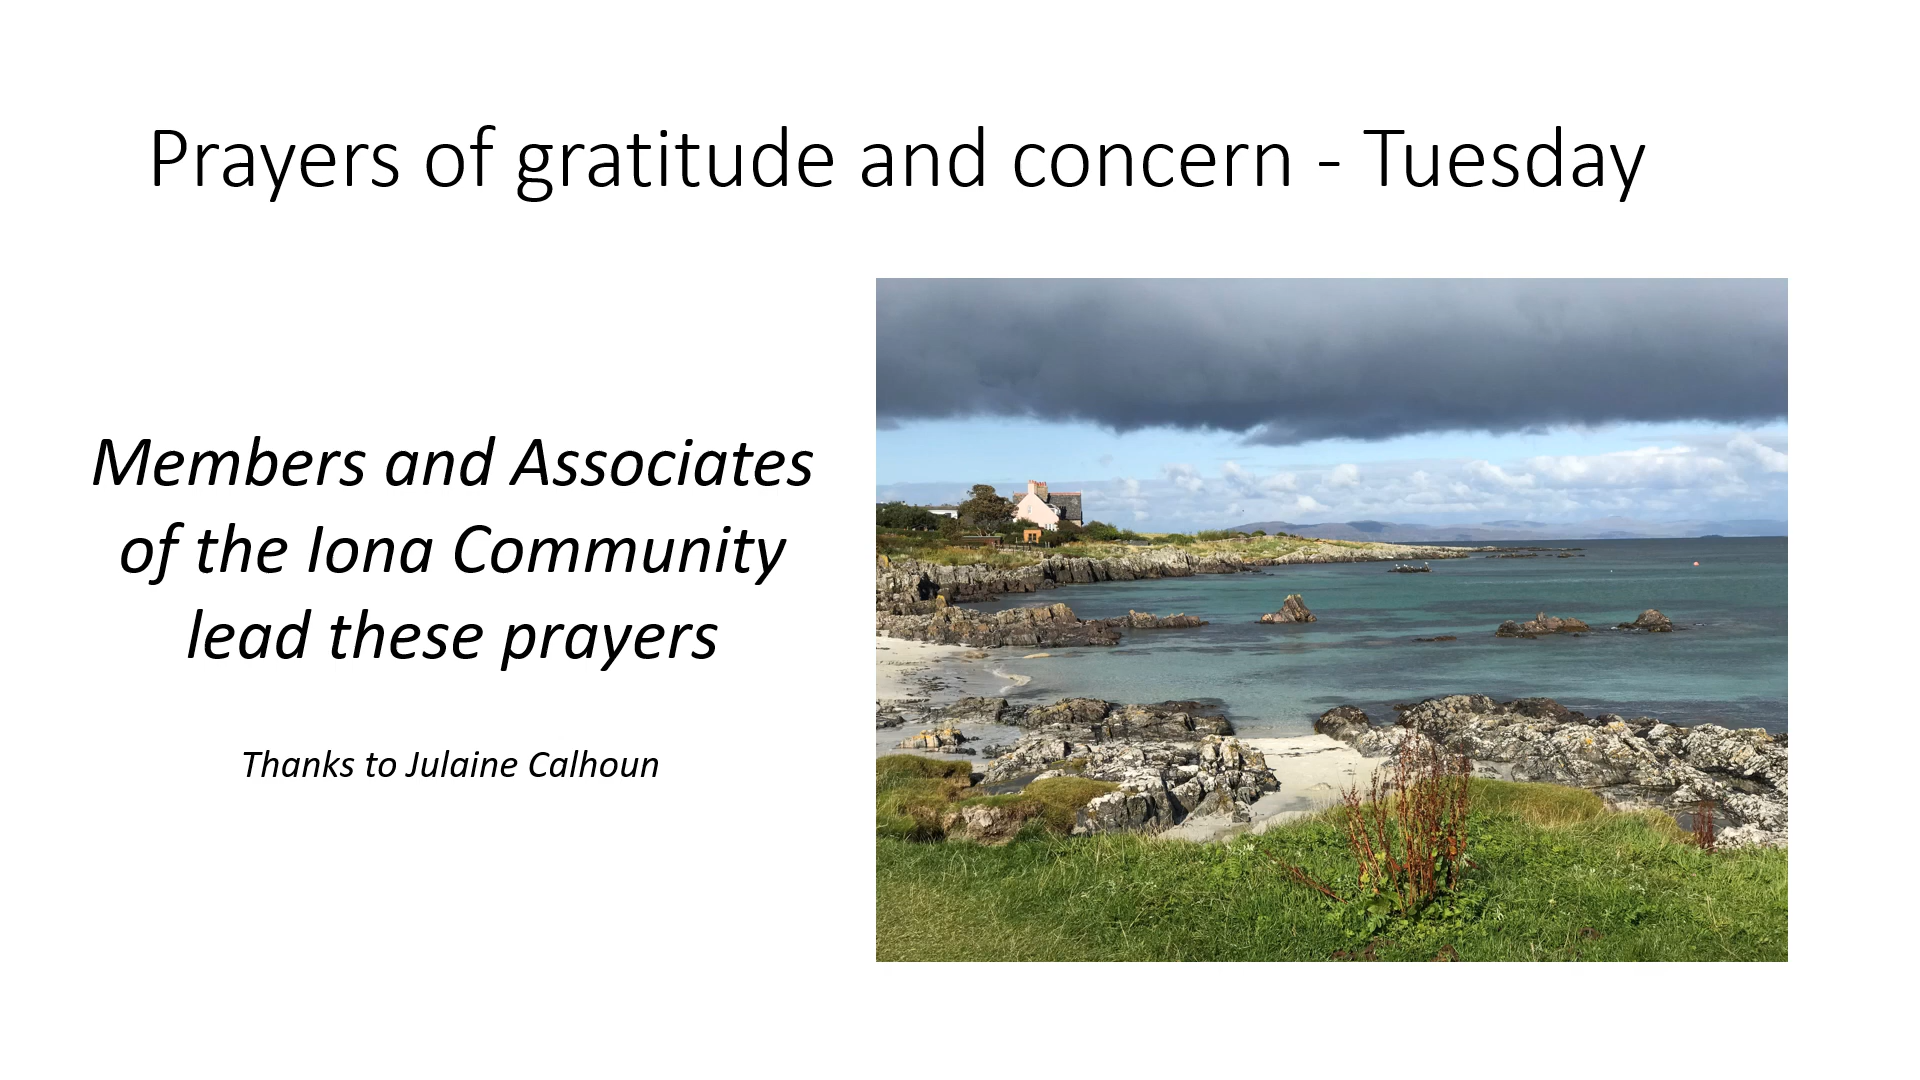 Prayers of gratitude and concern - Tuesday
Members and Associates
of the Iona Community
lead these prayers
Thanks to Julaine Calhoun